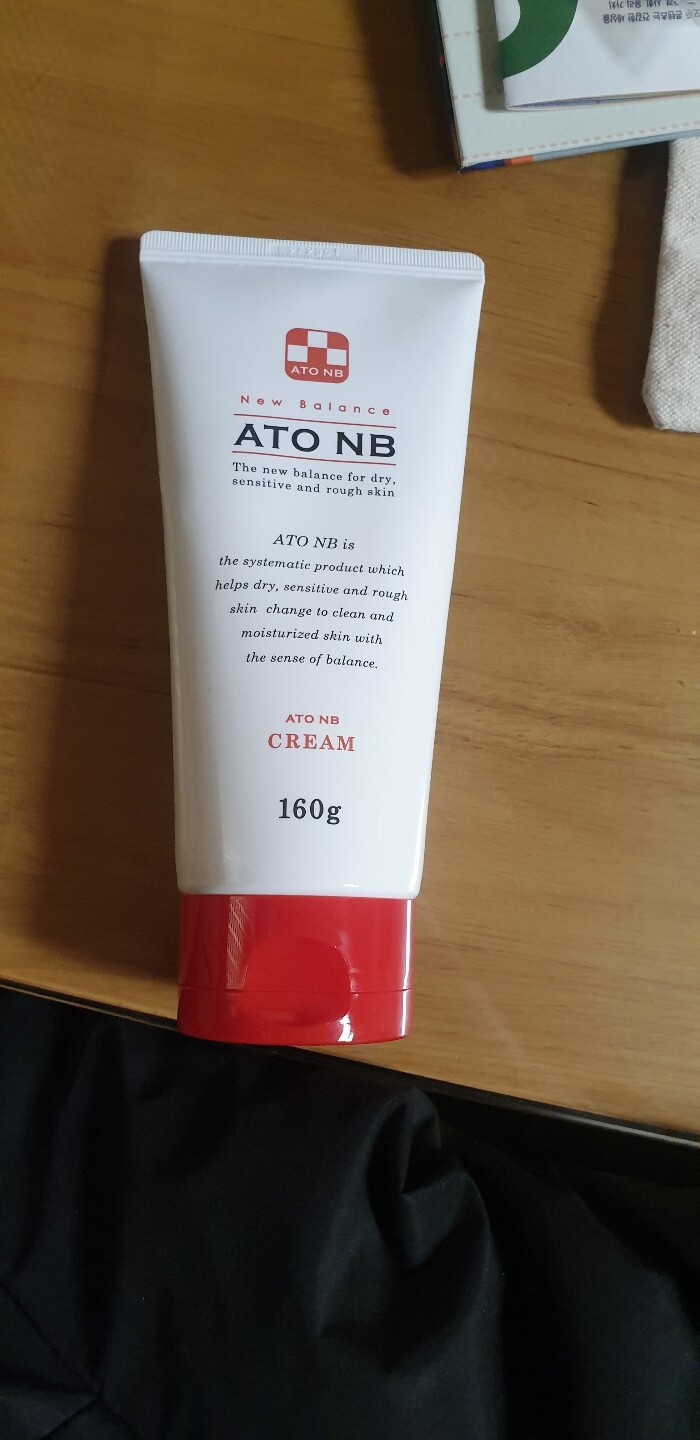 ATO NB
New Balance
ATO NB
The new balance for dry,
sensitive and rough skin
ATO NB is
the systematic product which
helps dry, sensitive and rough
skin change to clean and
moisturized skin with
the sense of balance.
ATO NB
CREAM
160g